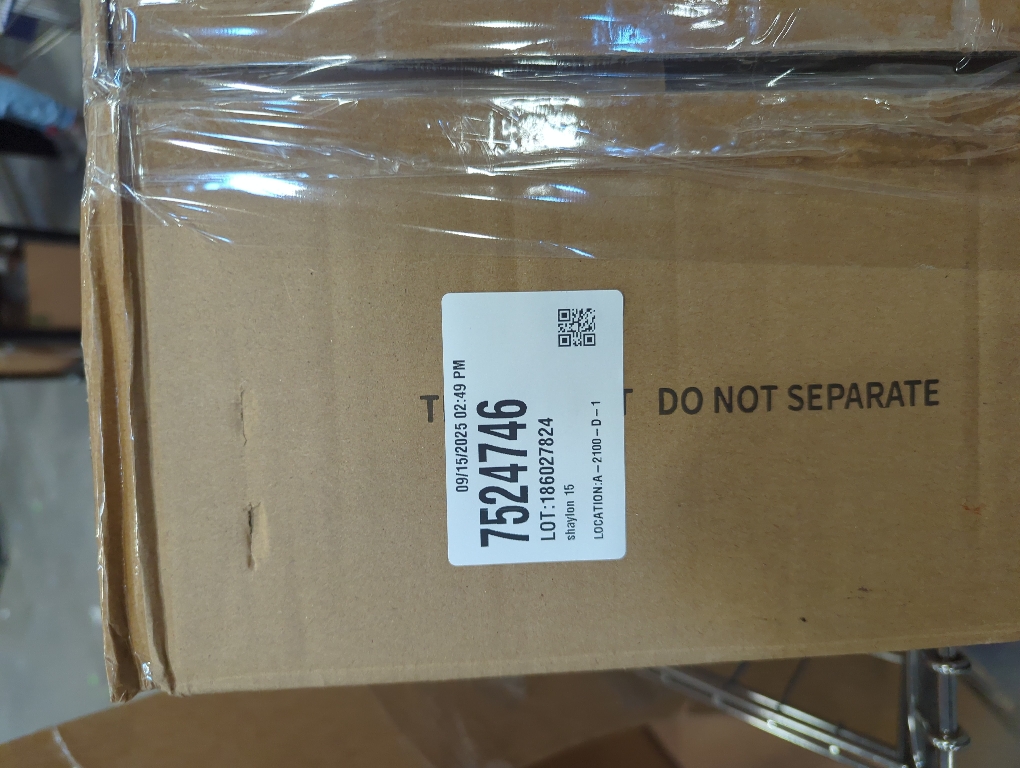 09/15/2025 02:49 PM
7524746
LOT:186027824
shaylon 15
LOCATION:A-2100-D-1
T T DO NOT SEPARATE